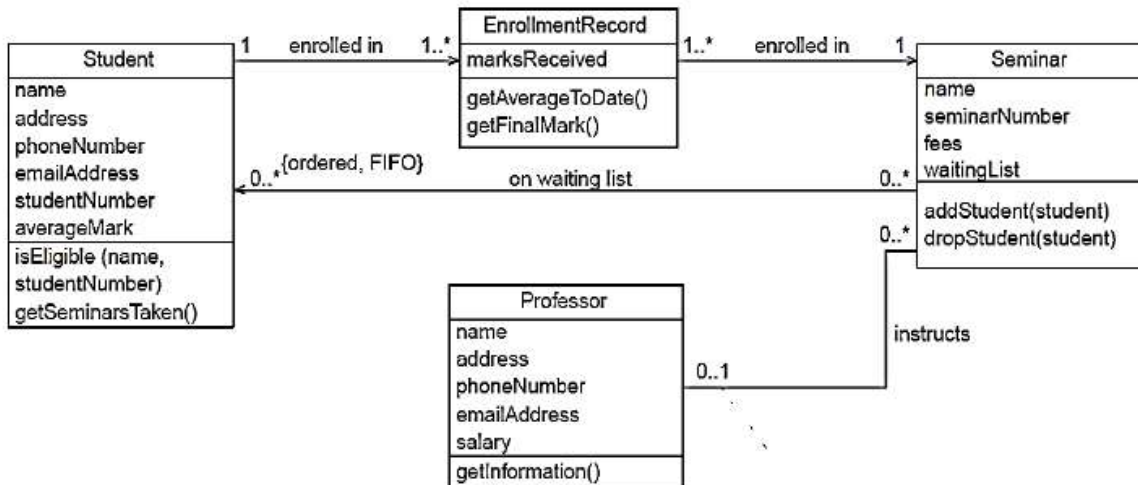 Student
name
address
phoneNumber
emailAddress
studentNumber
averageMark
isEligible (name,
studentNumber)
getSeminarsTaken()
1 enrolled in 1..*
EnrollmentRecord
marksReceived
getAverageToDate()
getFinalMark()
1..* enrolled in 1
Seminar
name
seminarNumber
fees
waitingList
addStudent(student)
dropStudent(student)
{ordered, FIFO}
0..* on waiting list 0..*
0..*
instructs
0..1
Professor
name
address
phoneNumber
emailAddress
salary
getInformation()